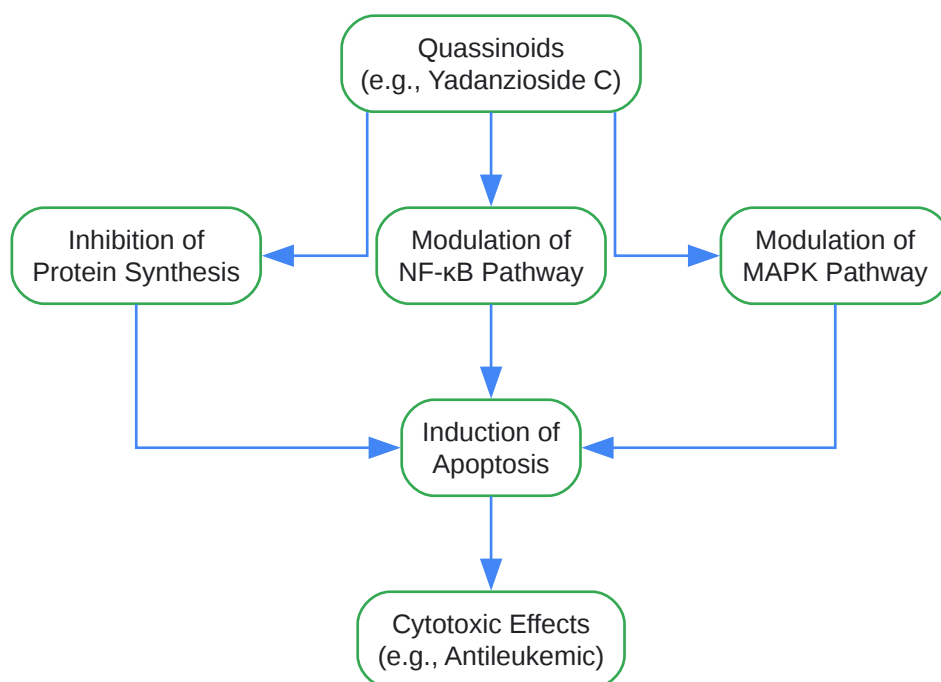 Quassinoids
(e.g., Yadanzioside C)
Inhibition of
Protein Synthesis
Modulation of
NF-κB Pathway
Modulation of
MAPK Pathway
Induction of
Apoptosis
Cytotoxic Effects
(e.g., Antileukemic)